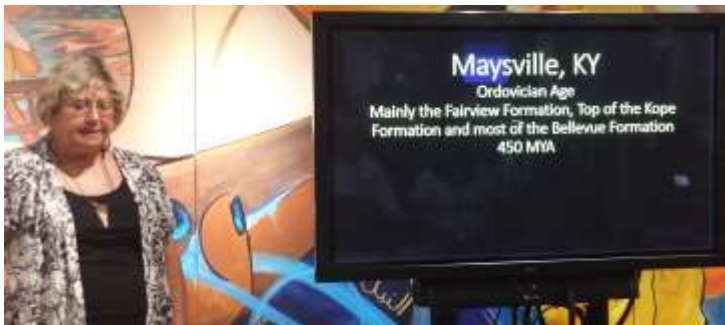 Maysville, KY
Ordovician Age
Mainly the Fairview Formation, Top of the Kope
Formation and most of the Bellevue Formation
450 MYA